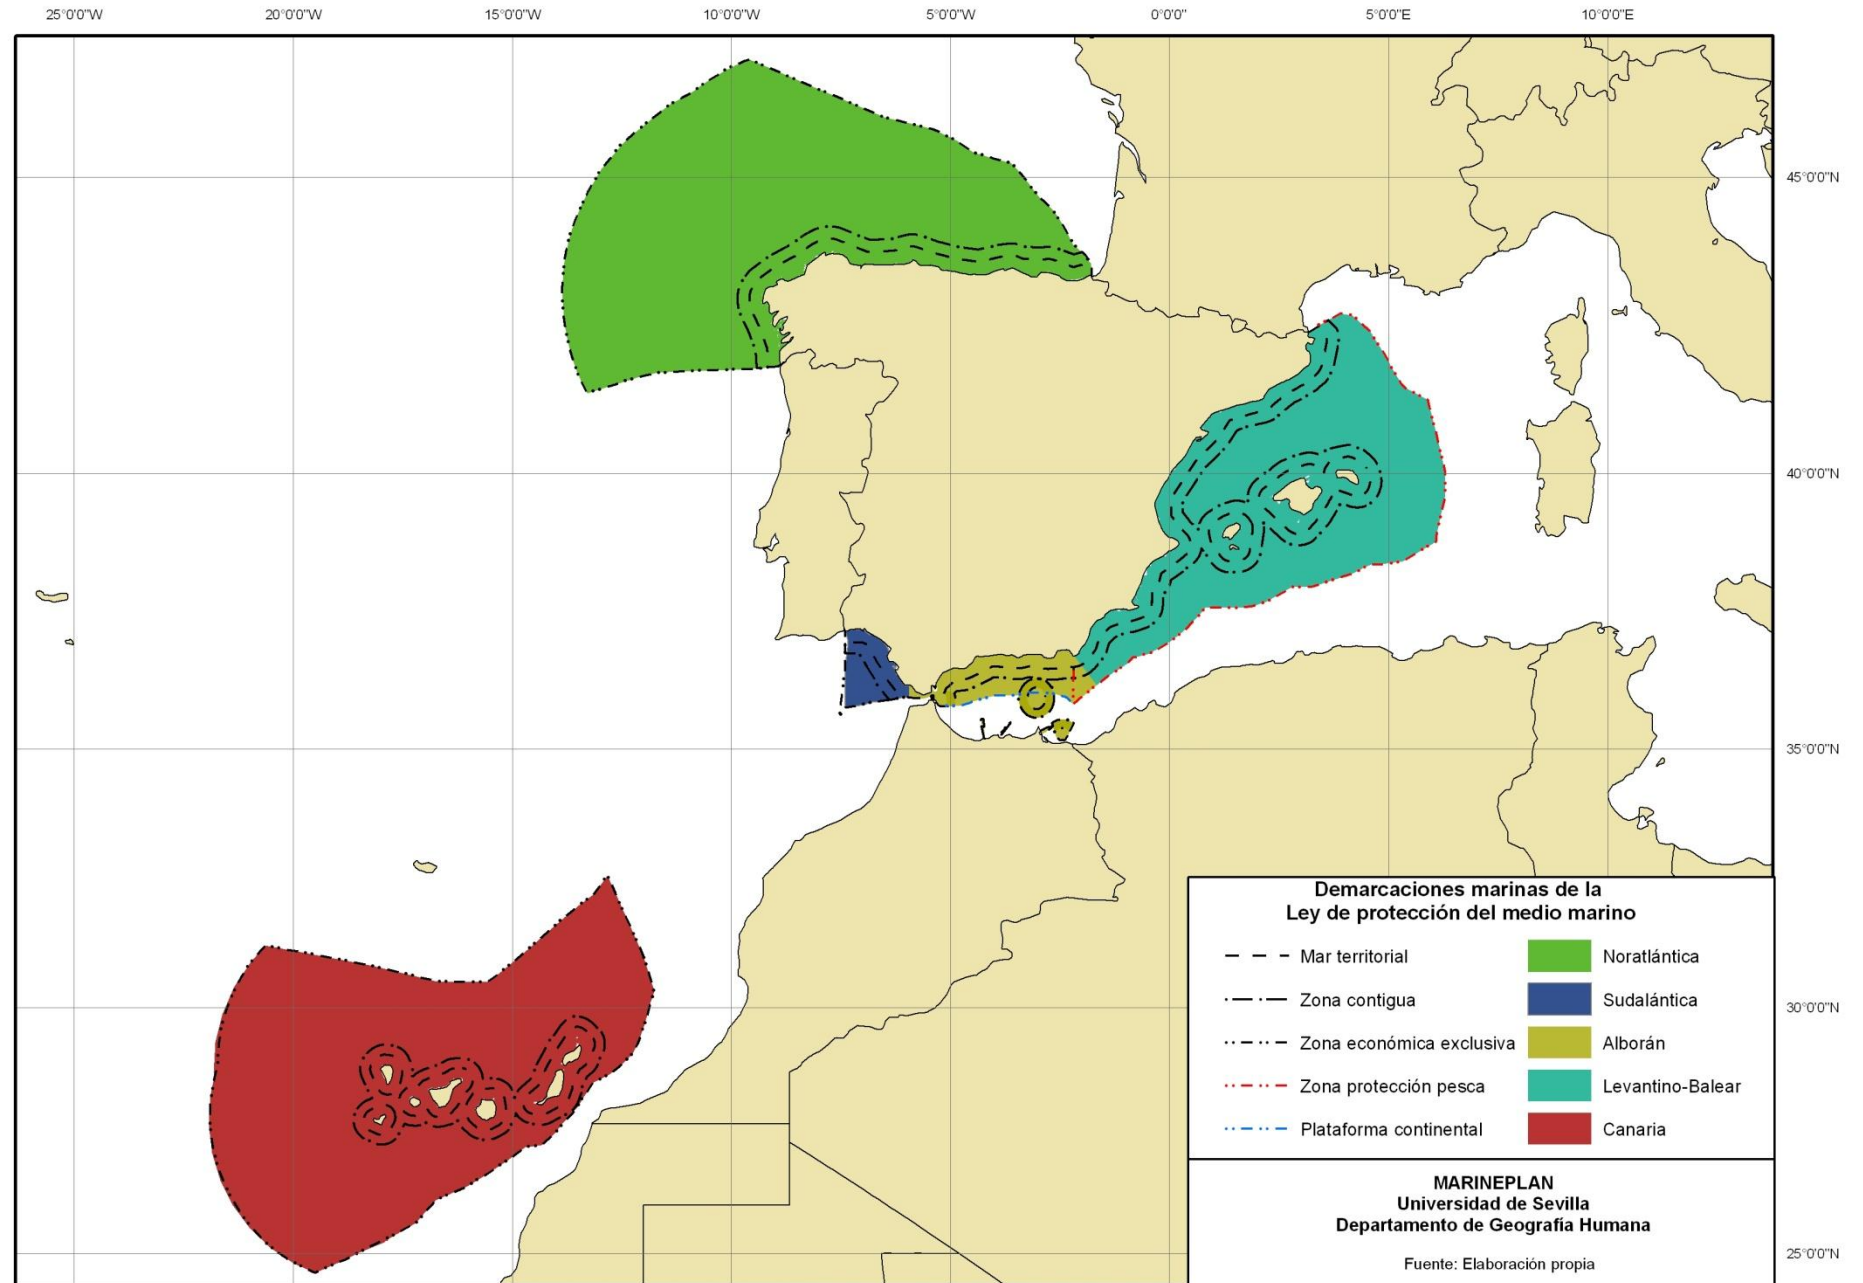 25°0'0"W 20°0'0"W 15°0'0"W 10°0'0"W 5°0'0"W 0°0'0" 5°0'0"E 10°0'0"E
45°0'0"N
40°0'0"N
35°0'0"N
30°0'0"N
25°0'0"N
Demarcaciones marinas de la
Ley de protección del medio marino
Mar territorial
Zona contigua
Zona económica exclusiva
Zona protección pesca
Plataforma continental
Noratlántica
Sudalántica
Alborán
Levantino-Balear
Canaria
MARINEPLAN
Universidad de Sevilla
Departamento de Geografía Humana
Fuente: Elaboración propia